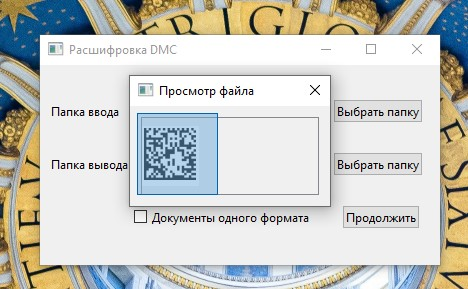 Расшифровка DMC
Просмотр файла
Папка ввода
Выбрать папку
Папка вывода
Выбрать папку
Документы одного формата
Продолжить